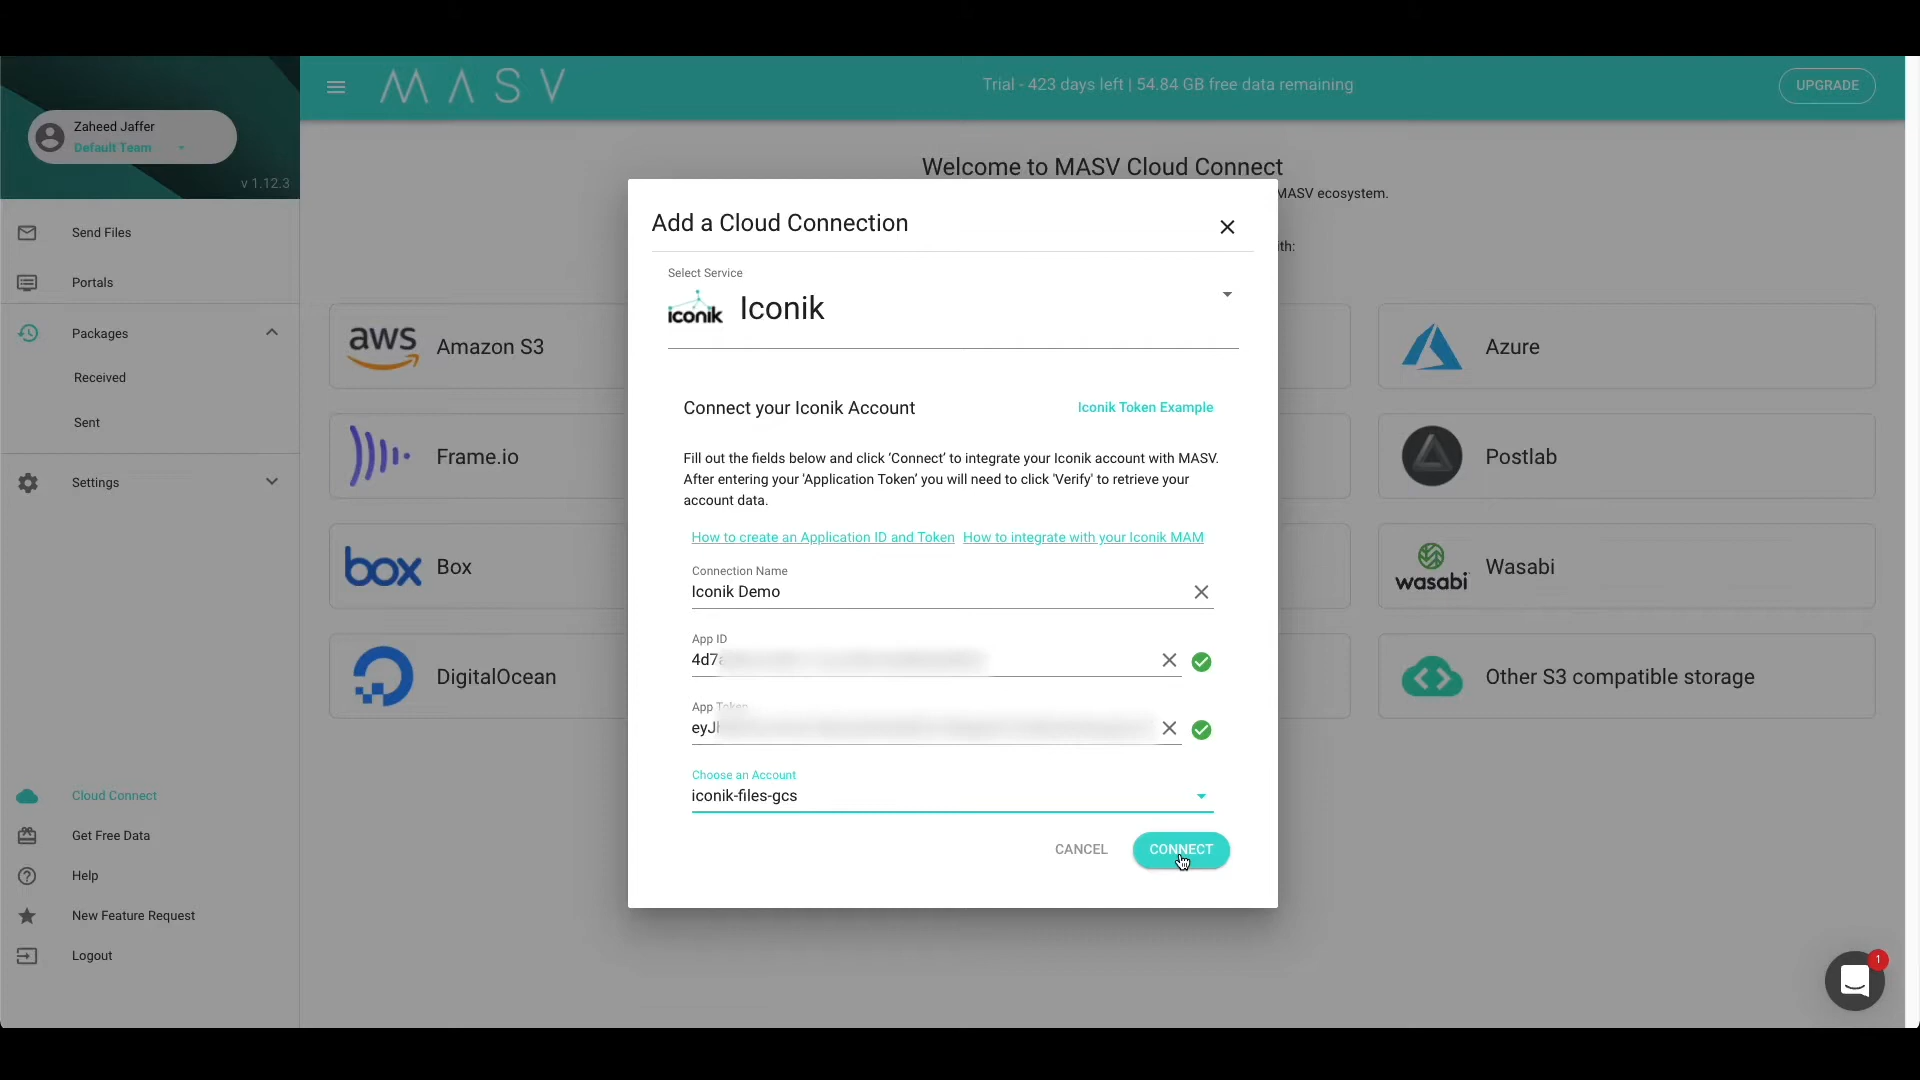 MASV
Trial - 423 days left | 54.84 GB free data remaining
UPGRADE
Zaheed Jaffer
Default Team
v 1.12.3
Send Files
Portals
Packages
Received
Sent
Settings
Cloud Connect
Get Free Data
Help
New Feature Request
Logout
Welcome to MASV Cloud Connect
MASV ecosystem.
ith:
aws Amazon S3
Frame.io
box Box
DigitalOcean
Azure
Postlab
wasabi Wasabi
Other S3 compatible storage
Add a Cloud Connection
Select Service
iconik Iconik
Connect your Iconik Account
Iconik Token Example
Fill out the fields below and click ‘Connect’ to integrate your Iconik account with MASV.
After entering your ‘Application Token’ you will need to click 'Verify' to retrieve your
account data.
How to create an Application ID and Token How to integrate with your Iconik MAM
Connection Name
Iconik Demo
App ID
4d7
App Token
eyJ
Choose an Account
iconik-files-gcs
CANCEL
CONNECT
1